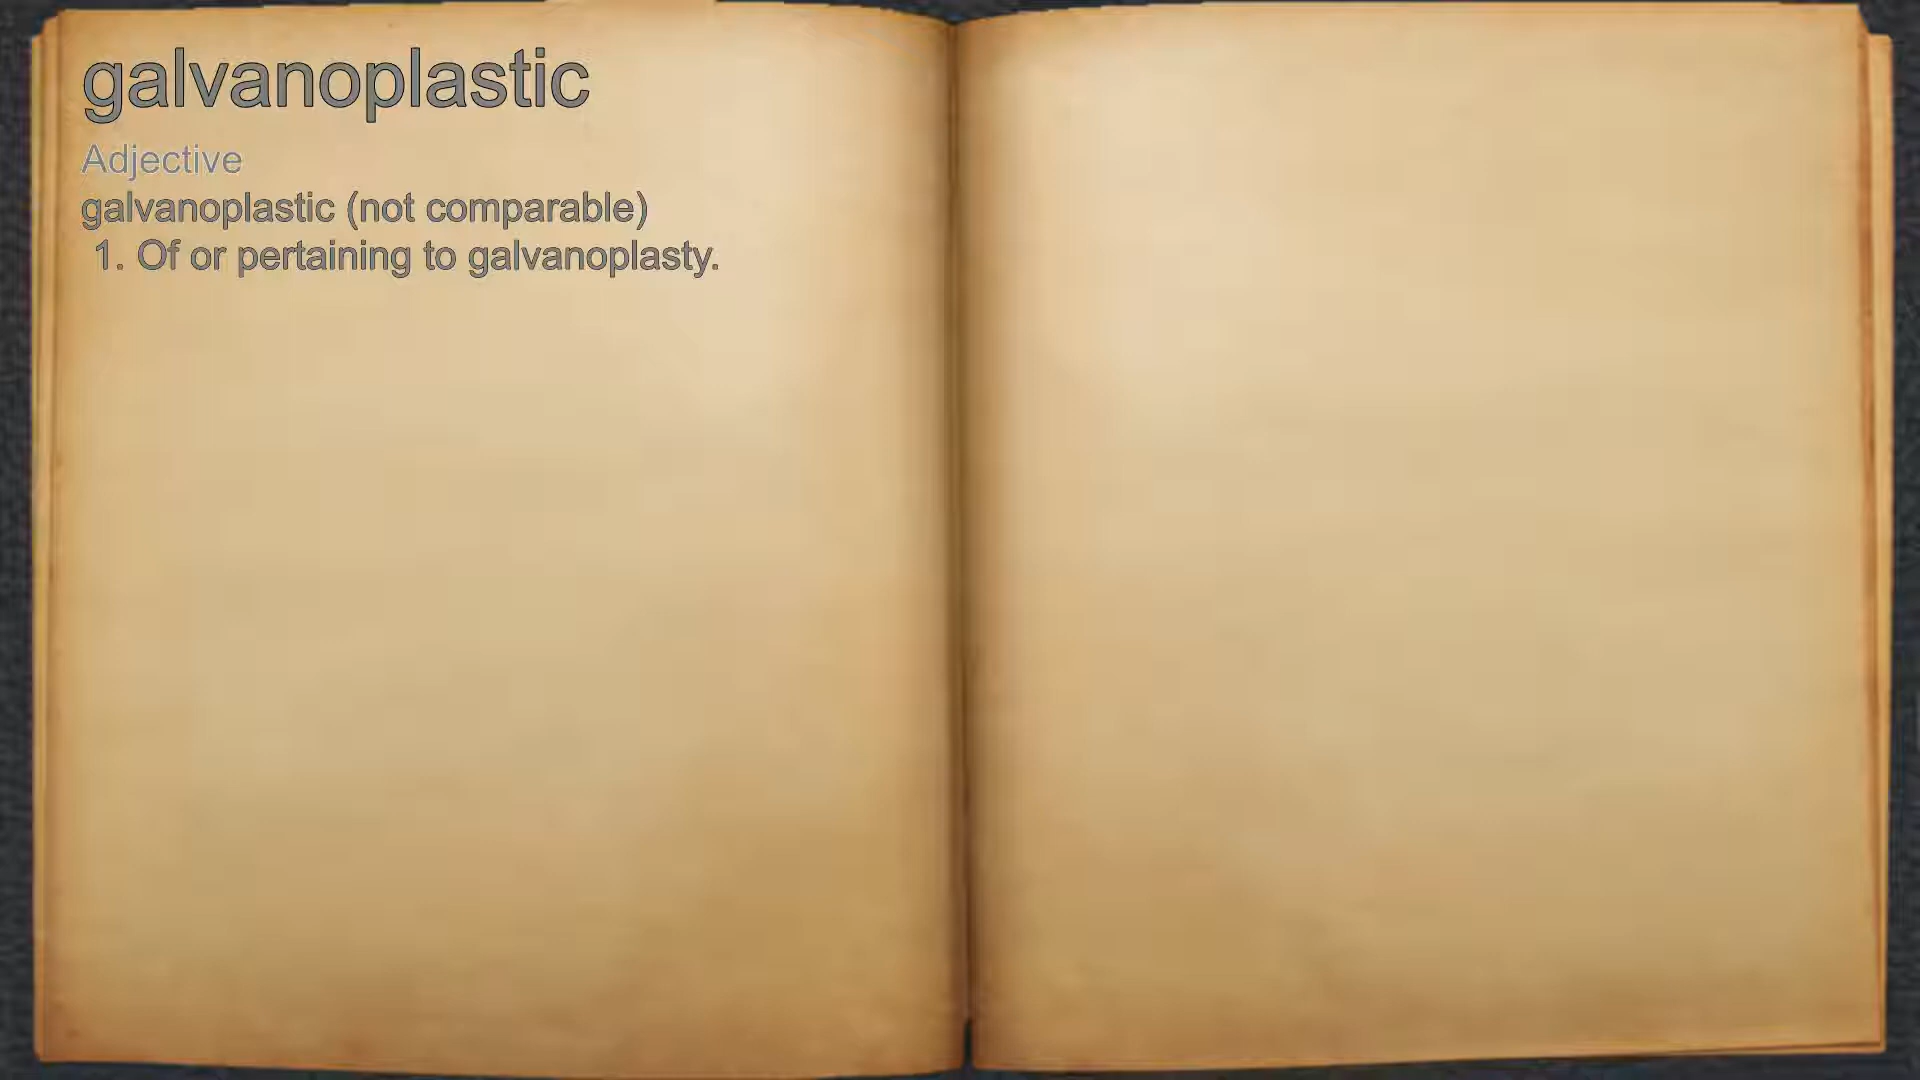 galvanoplastic
Adjective
galvanoplastic (not comparable)
1. Of or pertaining to galvanoplasty.